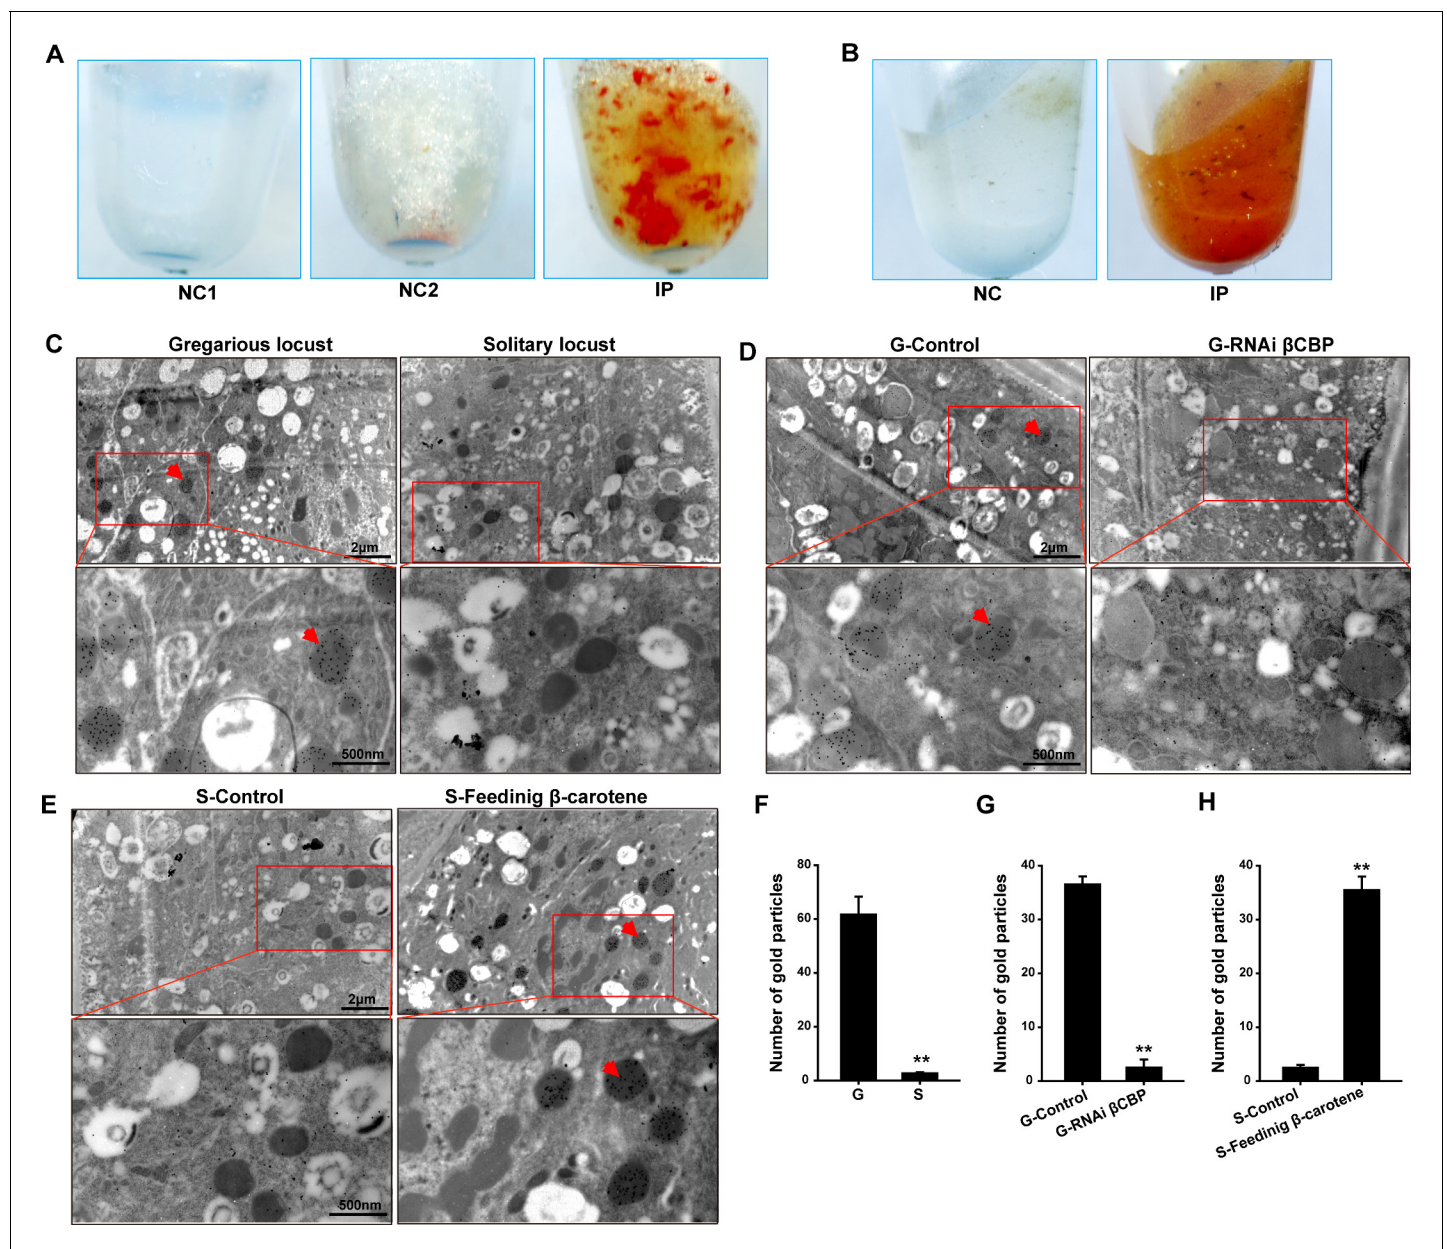 A
B
NC1
NC2
IP
NC
IP
C
Gregarious locust
Solitary locust
2μm
500nm
D
G-Control
G-RNAi βCBP
2μm
500nm
E
S-Control
S-Feedinig β-carotene
2μm
500nm
F
Number of gold particles
80
60
40
20
0
**
G
S
G
Number of gold particles
40
30
20
10
0
**
G-Control
G-RNAi βCBP
H
Number of gold particles
40
30
20
10
0
**
S-Control
S-Feedinig β-carotene